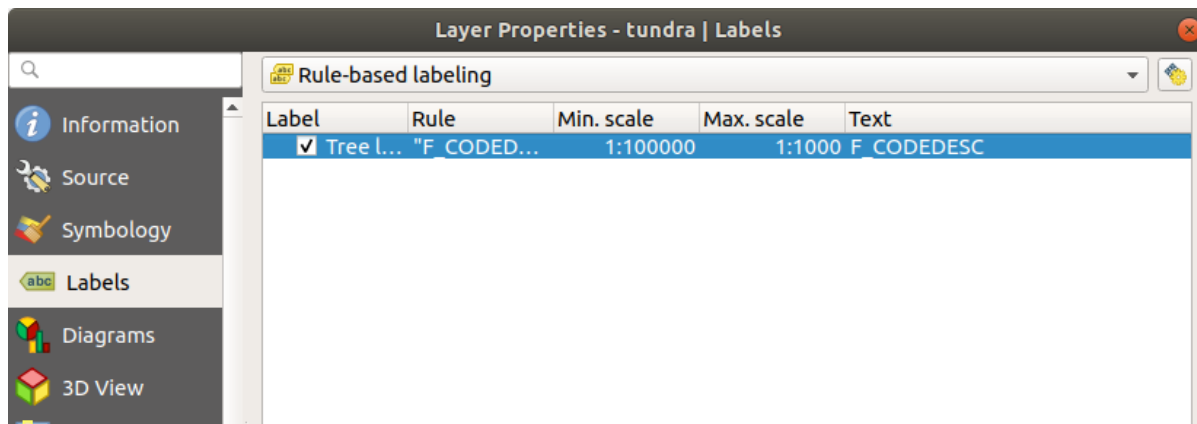 Layer Properties - tundra | Labels
Rule-based labeling
Information
Source
Symbology
abc Labels
Diagrams
3D View
Label Rule Min. scale Max. scale Text
Tree l... "F_CODED... 1:100000 1:1000 F_CODEDESC